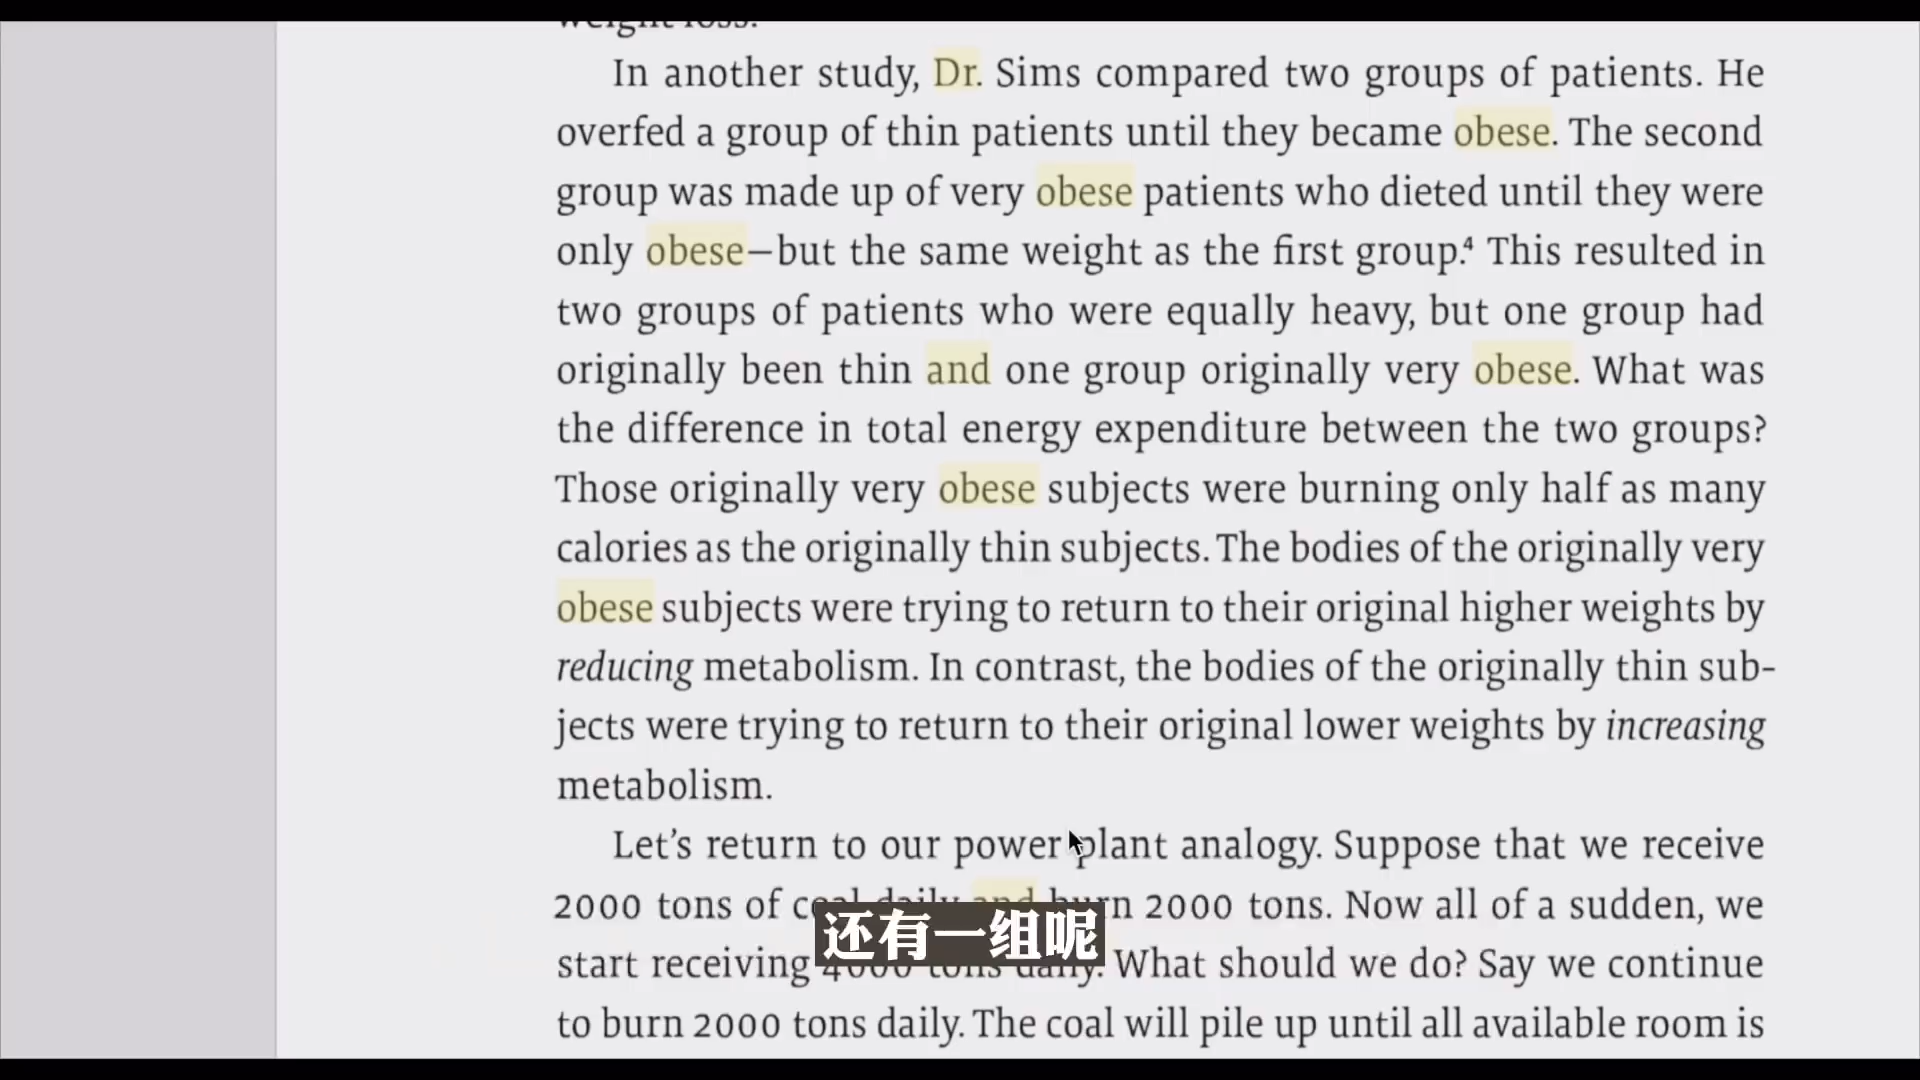 weight loss.
In another study, Dr. Sims compared two groups of patients. He
overfed a group of thin patients until they became obese. The second
group was made up of very obese patients who dieted until they were
only obese—but the same weight as the first group.⁴ This resulted in
two groups of patients who were equally heavy, but one group had
originally been thin and one group originally very obese. What was
the difference in total energy expenditure between the two groups?
Those originally very obese subjects were burning only half as many
calories as the originally thin subjects. The bodies of the originally very
obese subjects were trying to return to their original higher weights by
reducing metabolism. In contrast, the bodies of the originally thin sub-
jects were trying to return to their original lower weights by increasing
metabolism.
Let’s return to our power plant analogy. Suppose that we receive
2000 tons of coal daily and burn 2000 tons. Now all of a sudden, we
还有一组呢
start receiving 4000 tons daily. What should we do? Say we continue
to burn 2000 tons daily. The coal will pile up until all available room is